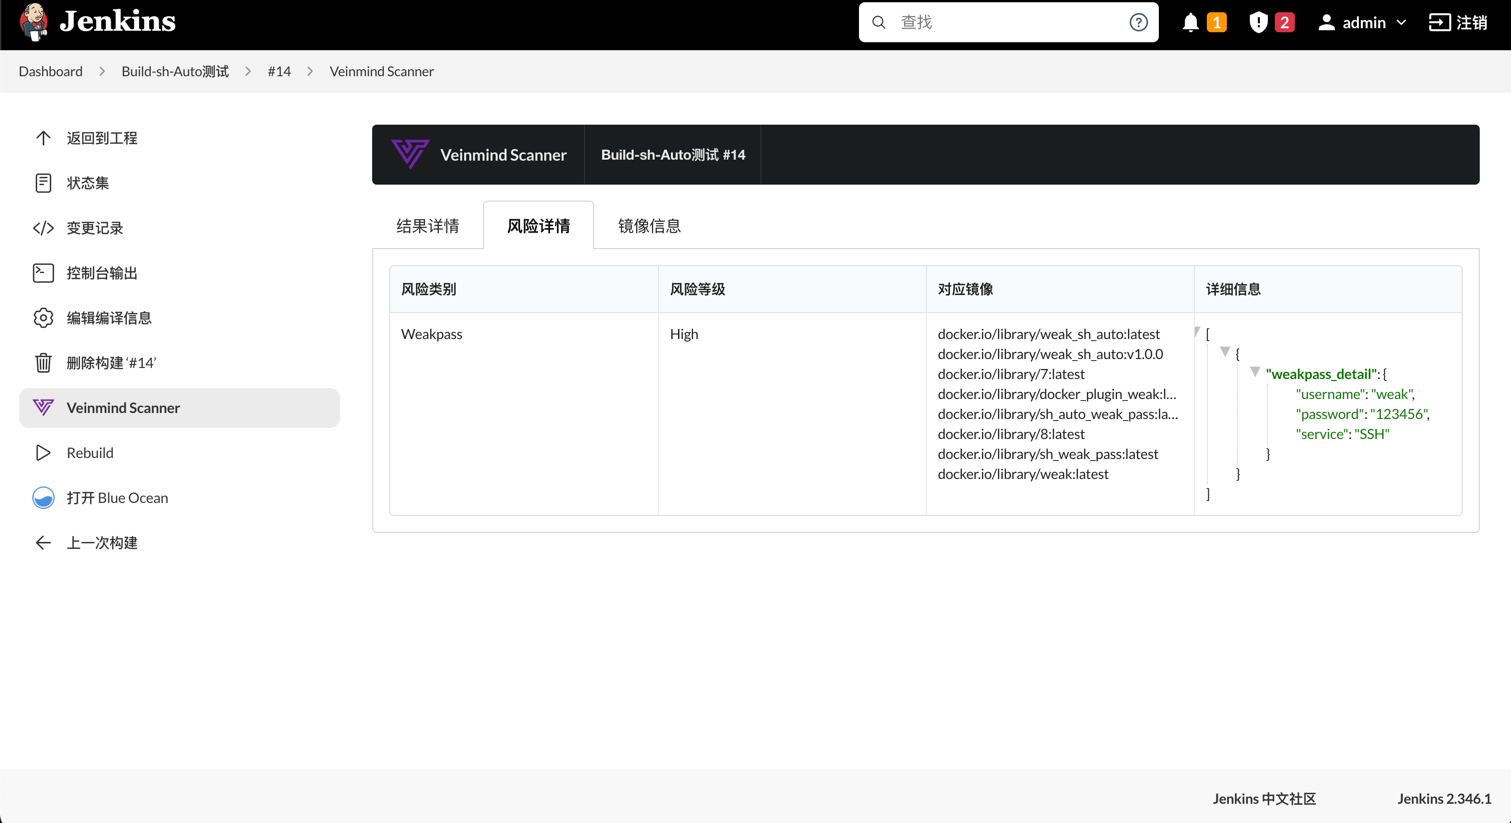 Jenkins
查找
1
2
admin
注销
Dashboard
Build-sh-Auto测试
#14
Veinmind Scanner
返回到工程
状态集
变更记录
控制台输出
编辑编译信息
删除构建 ‘#14’
Veinmind Scanner
Rebuild
打开 Blue Ocean
上一次构建
Veinmind Scanner
Build-sh-Auto测试 #14
结果详情
风险详情
镜像信息
风险类别
风险等级
对应镜像
详细信息
Weakpass
High
docker.io/library/weak_sh_auto:latest
docker.io/library/weak_sh_auto:v1.0.0
docker.io/library/7:latest
docker.io/library/docker_plugin_weak:l...
docker.io/library/sh_auto_weak_pass:la...
docker.io/library/8:latest
docker.io/library/sh_weak_pass:latest
docker.io/library/weak:latest
[
{
"weakpass_detail": {
"username": "weak",
"password": "123456",
"service": "SSH"
}
}
]
Jenkins 中文社区
Jenkins 2.346.1